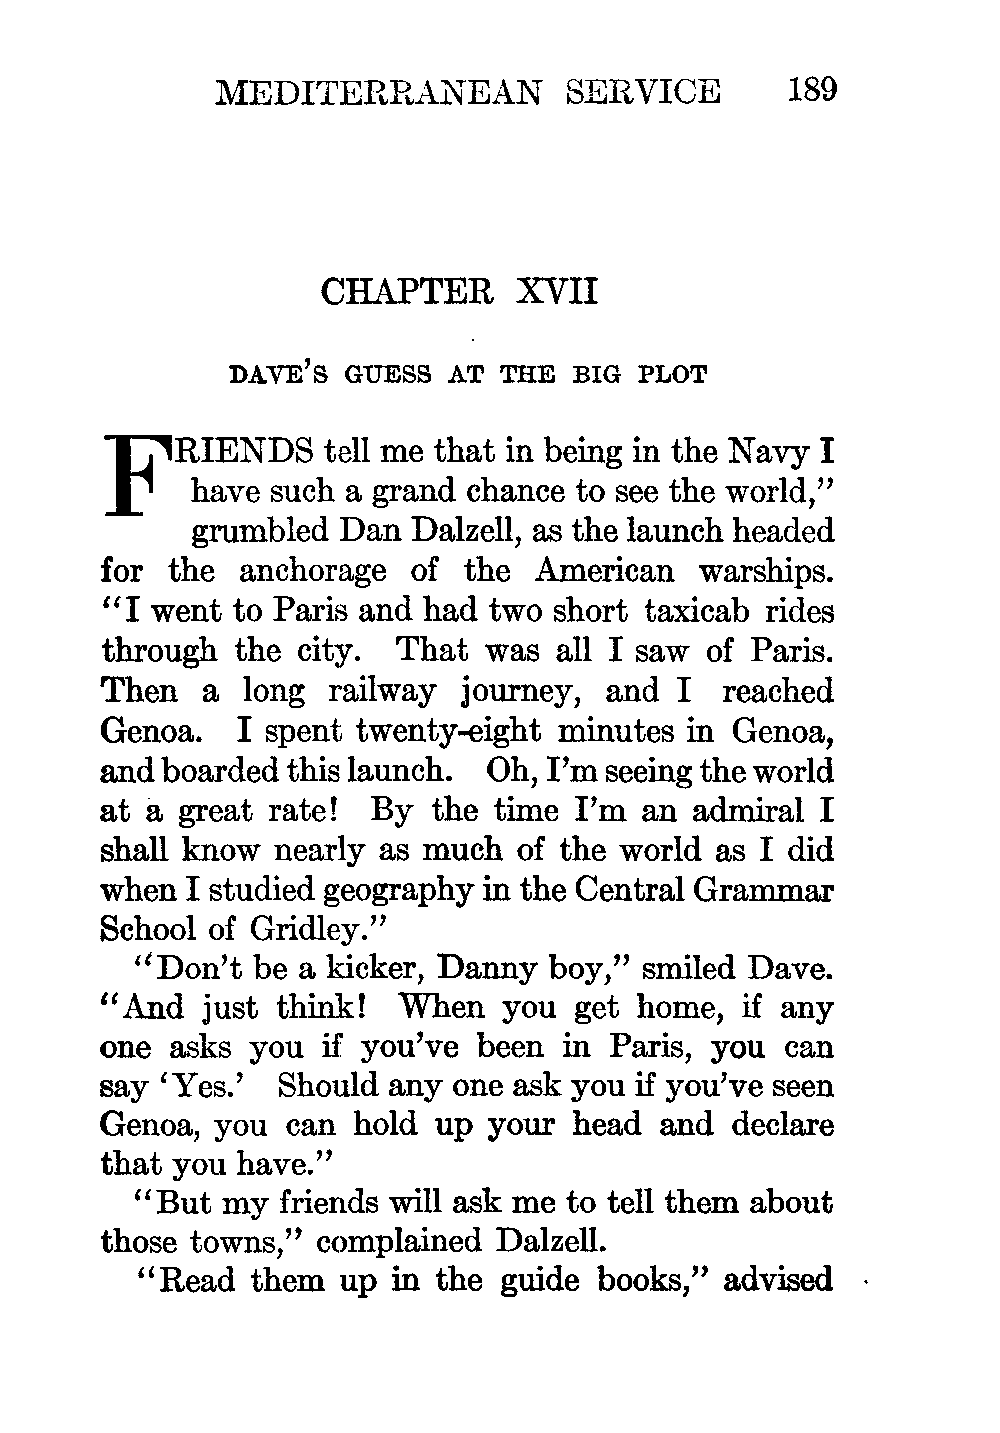 MEDITERRANEAN SERVICE 189
CHAPTER XVII
DAVE'S GUESS AT THE BIG PLOT
FRIENDS tell me that in being in the Navy I
have such a grand chance to see the world,"
grumbled Dan Dalzell, as the launch headed
for the anchorage of the American warships.
"I went to Paris and had two short taxicab rides
through the city. That was all I saw of Paris.
Then a long railway journey, and I reached
Genoa. I spent twenty-eight minutes in Genoa,
and boarded this launch. Oh, I'm seeing the world
at a great rate! By the time I'm an admiral I
shall know nearly as much of the world as I did
when I studied geography in the Central Grammar
School of Gridley."
"Don't be a kicker, Danny boy," smiled Dave.
"And just think! When you get home, if any
one asks you if you've been in Paris, you can
say 'Yes.' Should any one ask you if you've seen
Genoa, you can hold up your head and declare
that you have."
"But my friends will ask me to tell them about
those towns," complained Dalzell.
"Read them up in the guide books," advised